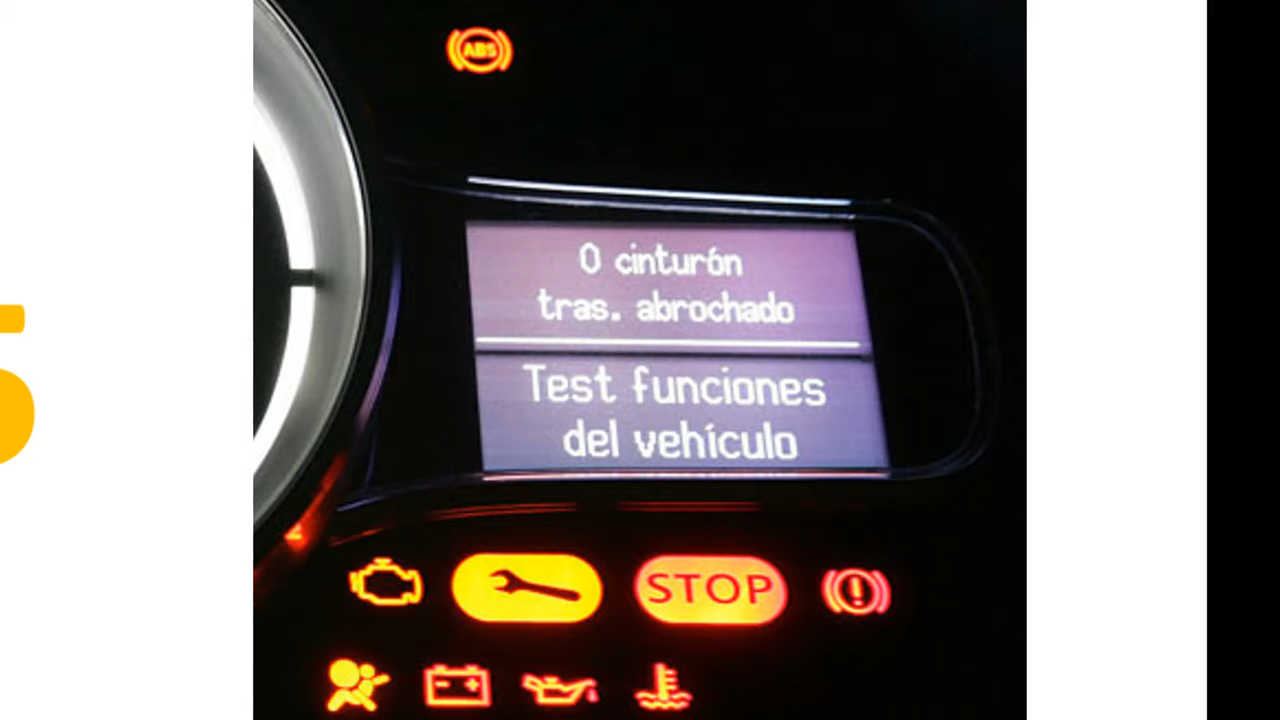 ABS
0 cinturón
tras. abrochado
Test funciones
del vehículo
STOP